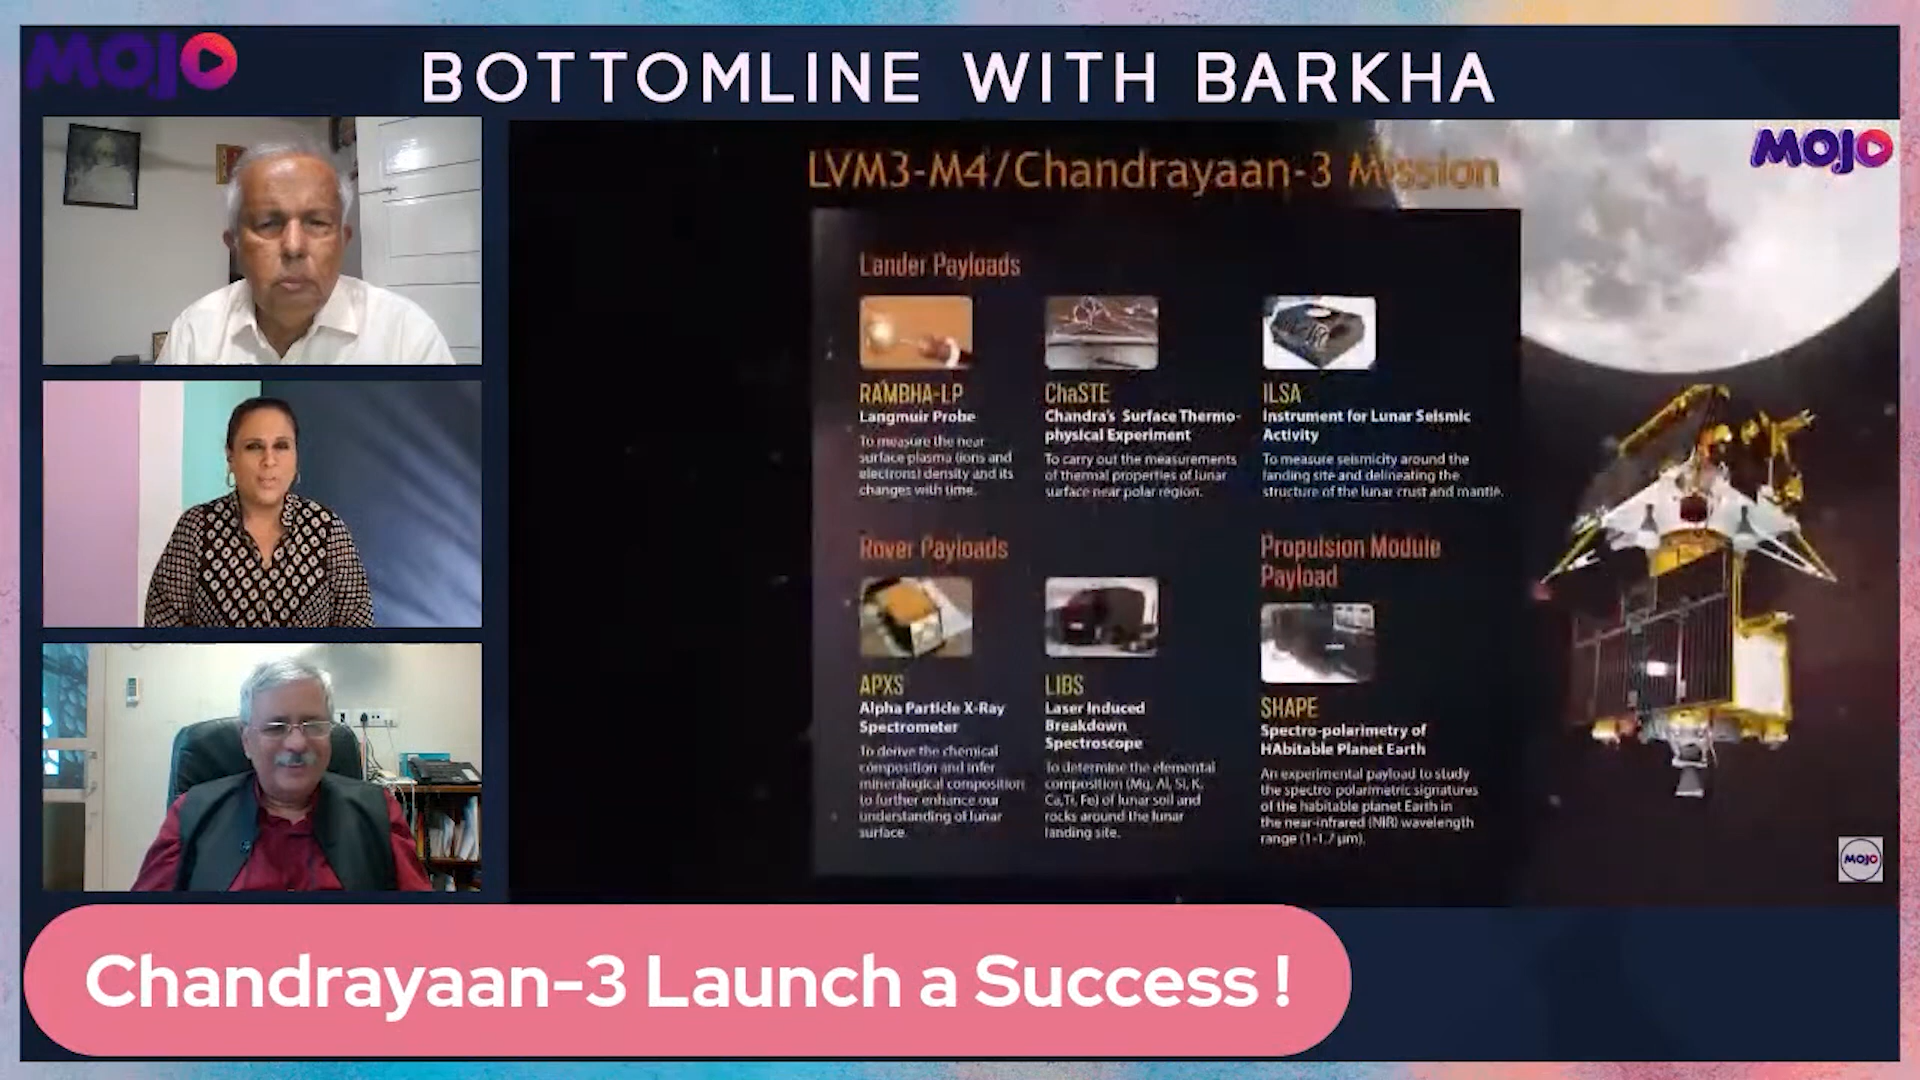 MOJO
BOTTOMLINE WITH BARKHA
MOJO
LVM3-M4/Chandrayaan-3 Mission
Lander Payloads
RAMBHA-LP
Langmuir Probe
To measure the near
surface plasma (ions and
electrons) density and its
changes with time.
ChaSTE
Chandra's Surface Thermo-
physical Experiment
To carry out the measurements
of thermal properties of lunar
surface near polar region.
ILSA
Instrument for Lunar Seismic
Activity
To measure seismicity around the
landing site and delineating the
structure of the lunar crust and mantle.
Rover Payloads
APXS
Alpha Particle X-Ray
Spectrometer
To derive the chemical
composition and infer
mineralogical composition
to further enhance our
understanding of lunar
surface.
LIBS
Laser Induced
Breakdown
Spectroscope
To determine the elemental
composition (Mg, Al, Si, K,
Ca,Ti, Fe) of lunar soil and
rocks around the lunar
landing site.
Propulsion Module
Payload
SHAPE
Spectro-polarimetry of
HAbitable Planet Earth
An experimental payload to study
the spectro-polarimetric signatures
of the habitable planet Earth in
the near-infrared (NIR) wavelength
range (1-1.7 μm).
MOJO
Chandrayaan-3 Launch a Success !